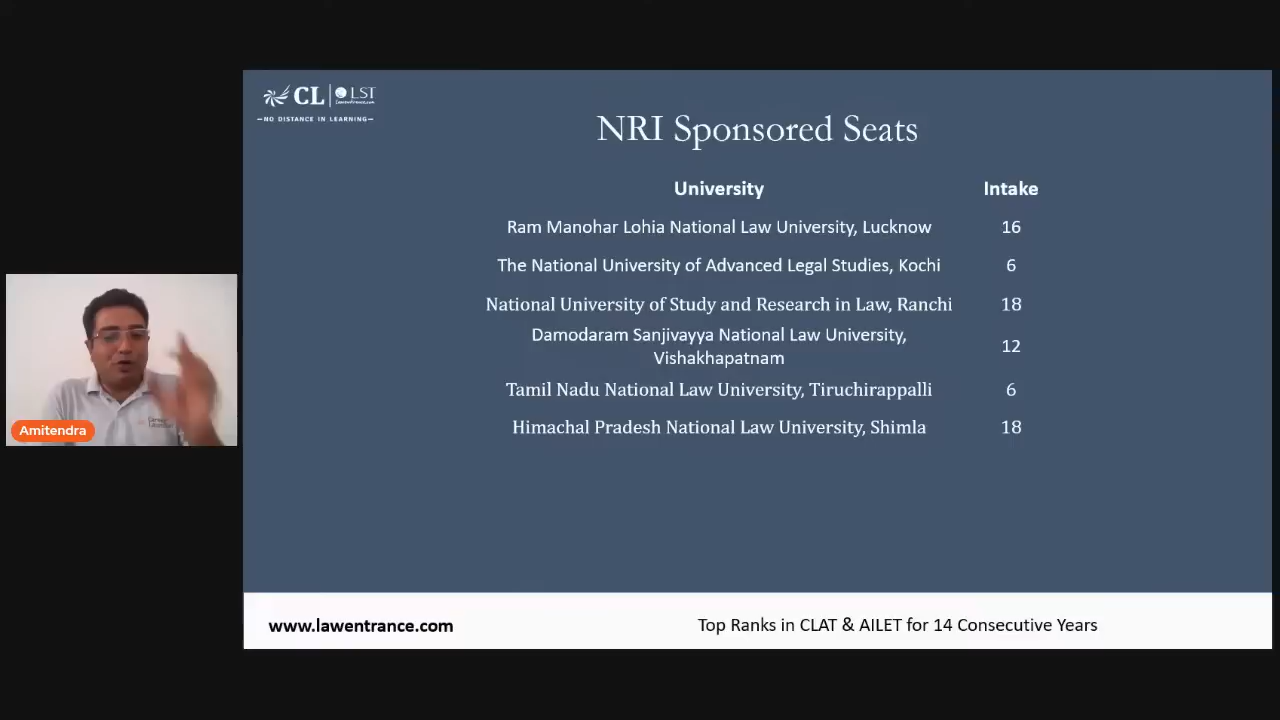 CL LST
Lawentrance.com
—NO DISTANCE IN LEARNING—
NRI Sponsored Seats
University Intake
Ram Manohar Lohia National Law University, Lucknow 16
The National University of Advanced Legal Studies, Kochi 6
National University of Study and Research in Law, Ranchi 18
Damodaram Sanjivayya National Law University,
Vishakhapatnam 12
Tamil Nadu National Law University, Tiruchirappalli 6
Himachal Pradesh National Law University, Shimla 18
Amitendra
www.lawentrance.com
Top Ranks in CLAT & AILET for 14 Consecutive Years